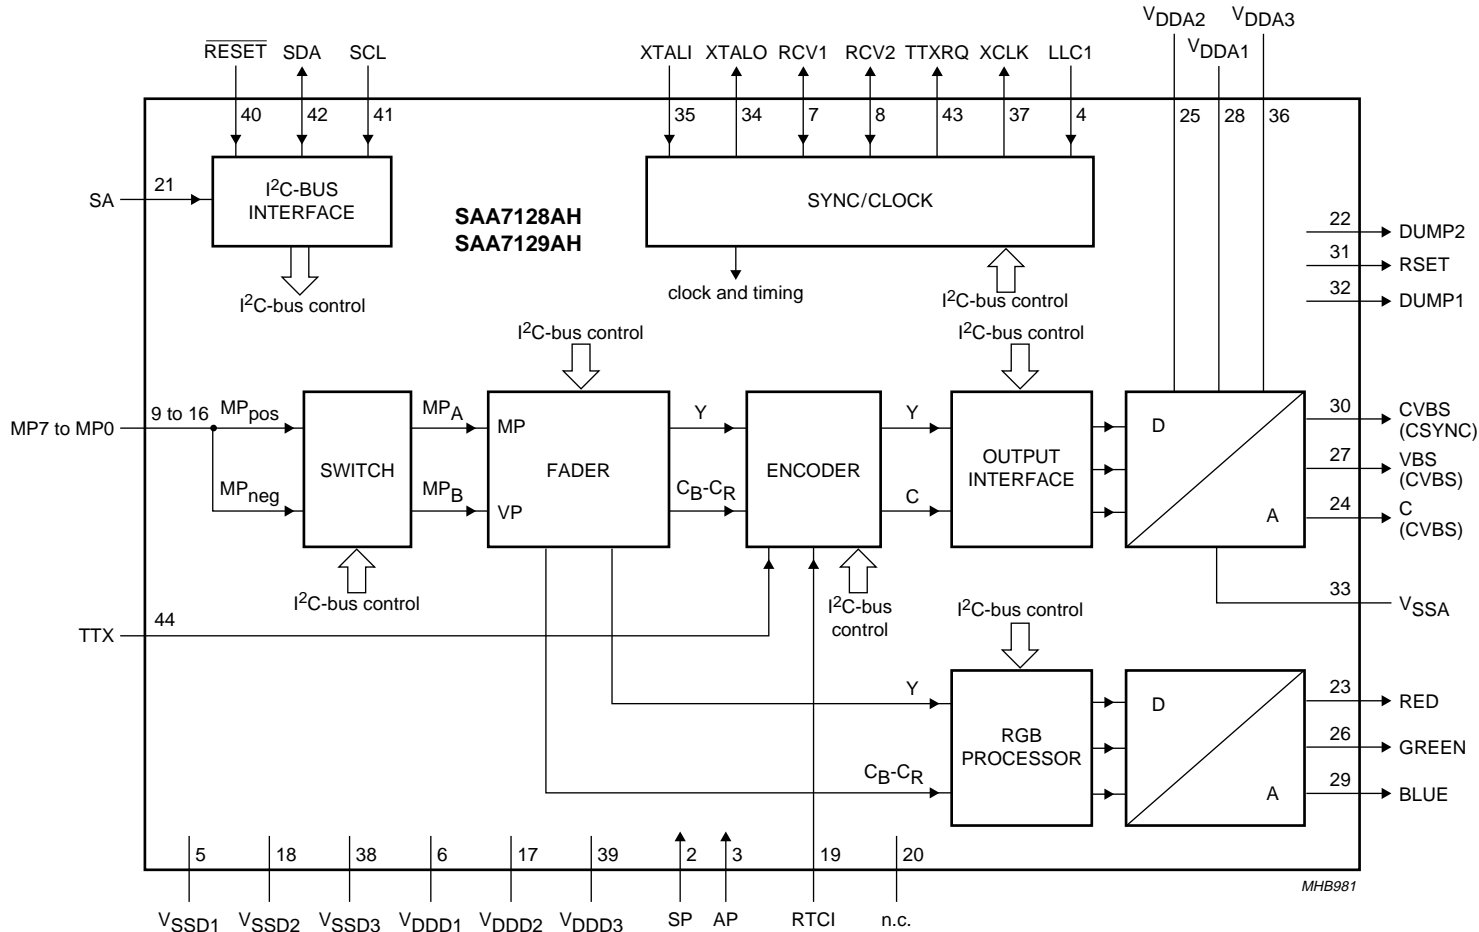 VDDA2 VDDA3
VDDA1
RESET SDA SCL XTALI XTALO RCV1 RCV2 TTXRQ XCLK LLC1
40 42 41 35 34 7 8 43 37 4 25 28 36
SA 21
I2C-BUS
INTERFACE
SAA7128AH
SAA7129AH
SYNC/CLOCK
22 DUMP2
31 RSET
32 DUMP1
I2C-bus control
clock and timing
I2C-bus control
I2C-bus control
I2C-bus control
MP7 to MP0
9 to 16
MPpos
MPneg
SWITCH
MPA
MPB
MP
VP
FADER
Y
CB-CR
ENCODER
Y
C
OUTPUT
INTERFACE
D
A
30 CVBS
(CSYNC)
27 VBS
(CVBS)
24 C
(CVBS)
I2C-bus control
I2C-bus
control
I2C-bus control
33 VSSA
TTX 44
Y
CB-CR
RGB
PROCESSOR
D
A
23 RED
26 GREEN
29 BLUE
5 18 38 6 17 39 2 3 19 20
VSSD1 VSSD2 VSSD3 VDDD1 VDDD2 VDDD3 SP AP RTCI n.c.
MHB981